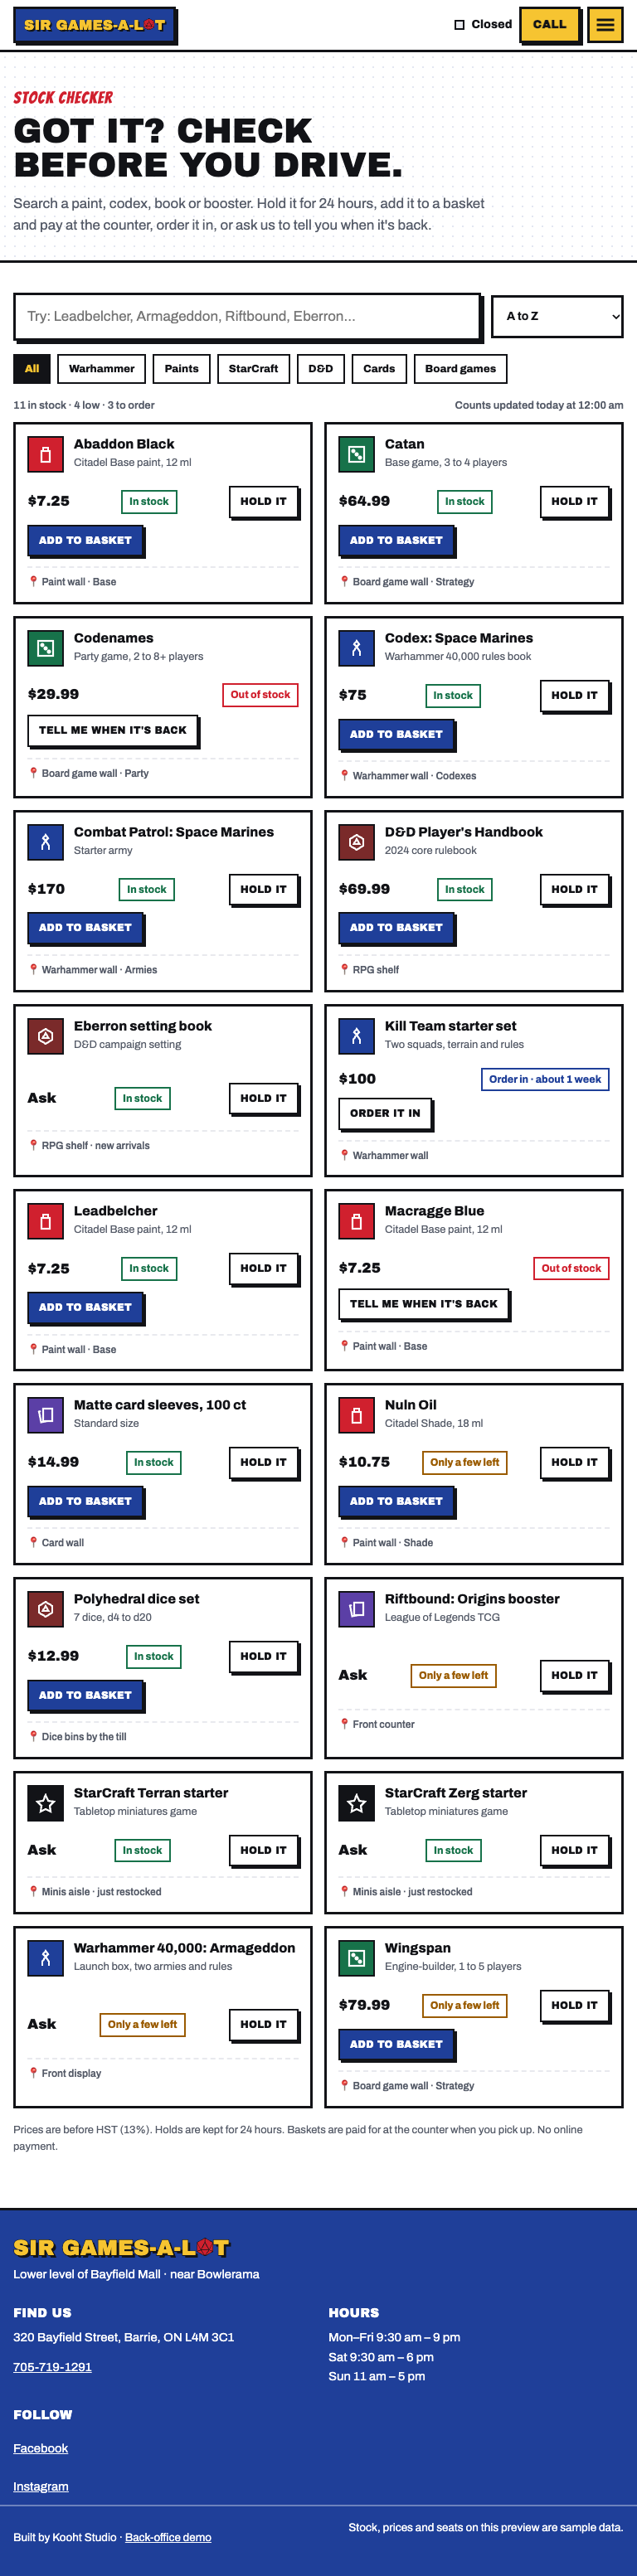 SIR GAMES-A-LOT
Closed
CALL
STOCK CHECKER
GOT IT? CHECK
BEFORE YOU DRIVE.
Search a paint, codex, book or booster. Hold it for 24 hours, add it to a basket
and pay at the counter, order it in, or ask us to tell you when it's back.
Try: Leadbelcher, Armageddon, Riftbound, Eberron...
A to Z
All
Warhammer
Paints
StarCraft
D&D
Cards
Board games
11 in stock · 4 low · 3 to order
Counts updated today at 12:00 am
Abaddon Black
Citadel Base paint, 12 ml
$7.25
In stock
HOLD IT
ADD TO BASKET
Paint wall · Base
Catan
Base game, 3 to 4 players
$64.99
In stock
HOLD IT
ADD TO BASKET
Board game wall · Strategy
Codenames
Party game, 2 to 8+ players
$29.99
Out of stock
TELL ME WHEN IT'S BACK
Board game wall · Party
Codex: Space Marines
Warhammer 40,000 rules book
$75
In stock
HOLD IT
ADD TO BASKET
Warhammer wall · Codexes
Combat Patrol: Space Marines
Starter army
$170
In stock
HOLD IT
ADD TO BASKET
Warhammer wall · Armies
D&D Player's Handbook
2024 core rulebook
$69.99
In stock
HOLD IT
ADD TO BASKET
RPG shelf
Eberron setting book
D&D campaign setting
Ask
In stock
HOLD IT
RPG shelf · new arrivals
Kill Team starter set
Two squads, terrain and rules
$100
Order in · about 1 week
ORDER IT IN
Warhammer wall
Leadbelcher
Citadel Base paint, 12 ml
$7.25
In stock
HOLD IT
ADD TO BASKET
Paint wall · Base
Macragge Blue
Citadel Base paint, 12 ml
$7.25
Out of stock
TELL ME WHEN IT'S BACK
Paint wall · Base
Matte card sleeves, 100 ct
Standard size
$14.99
In stock
HOLD IT
ADD TO BASKET
Card wall
Nuln Oil
Citadel Shade, 18 ml
$10.75
Only a few left
HOLD IT
ADD TO BASKET
Paint wall · Shade
Polyhedral dice set
7 dice, d4 to d20
$12.99
In stock
HOLD IT
ADD TO BASKET
Dice bins by the till
Riftbound: Origins booster
League of Legends TCG
Ask
Only a few left
HOLD IT
Front counter
StarCraft Terran starter
Tabletop miniatures game
Ask
In stock
HOLD IT
Minis aisle · just restocked
StarCraft Zerg starter
Tabletop miniatures game
Ask
In stock
HOLD IT
Minis aisle · just restocked
Warhammer 40,000: Armageddon
Launch box, two armies and rules
Ask
Only a few left
HOLD IT
Front display
Wingspan
Engine-builder, 1 to 5 players
$79.99
Only a few left
HOLD IT
ADD TO BASKET
Board game wall · Strategy
Prices are before HST (13%). Holds are kept for 24 hours. Baskets are paid for at the counter when you pick up. No online
payment.
SIR GAMES-A-LOT
Lower level of Bayfield Mall · near Bowlerama
FIND US
320 Bayfield Street, Barrie, ON L4M 3C1
705-719-1291
HOURS
Mon–Fri 9:30 am – 9 pm
Sat 9:30 am – 6 pm
Sun 11 am – 5 pm
FOLLOW
Facebook
Instagram
Built by Kooht Studio · Back-office demo
Stock, prices and seats on this preview are sample data.